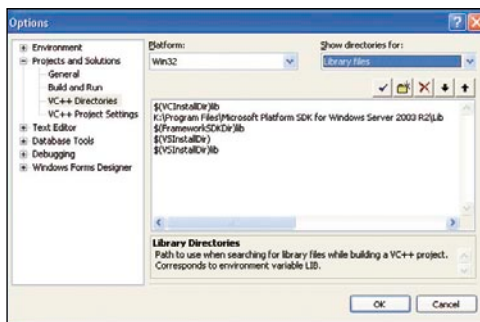 Options
Environment
Projects and Solutions
General
Build and Run
VC++ Directories
VC++ Project Settings
Text Editor
Database Tools
Debugging
Windows Forms Designer
Platform:
Win32
Show directories for:
Library files
$(VCInstallDir)lib
K:\Program Files\Microsoft Platform SDK for Windows Server 2003 R2\Lib
$(FrameworkSDKDir)lib
$(VSInstallDir)
$(VSInstallDir)lib
Library Directories
Path to use when searching for library files while building a VC++ project.
Corresponds to environment variable LIB.
OK
Cancel